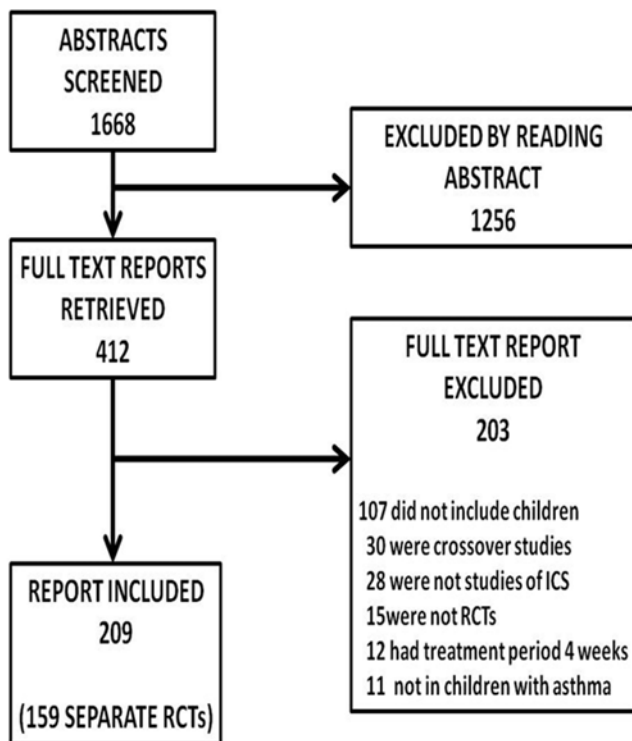 ABSTRACTS
SCREENED
1668
EXCLUDED BY READING
ABSTRACT
1256
FULL TEXT REPORTS
RETRIEVED
412
FULL TEXT REPORT
EXCLUDED
203
107 did not include children
30 were crossover studies
28 were not studies of ICS
15were not RCTs
12 had treatment period 4 weeks
11 not in children with asthma
REPORT INCLUDED
209
(159 SEPARATE RCTs)